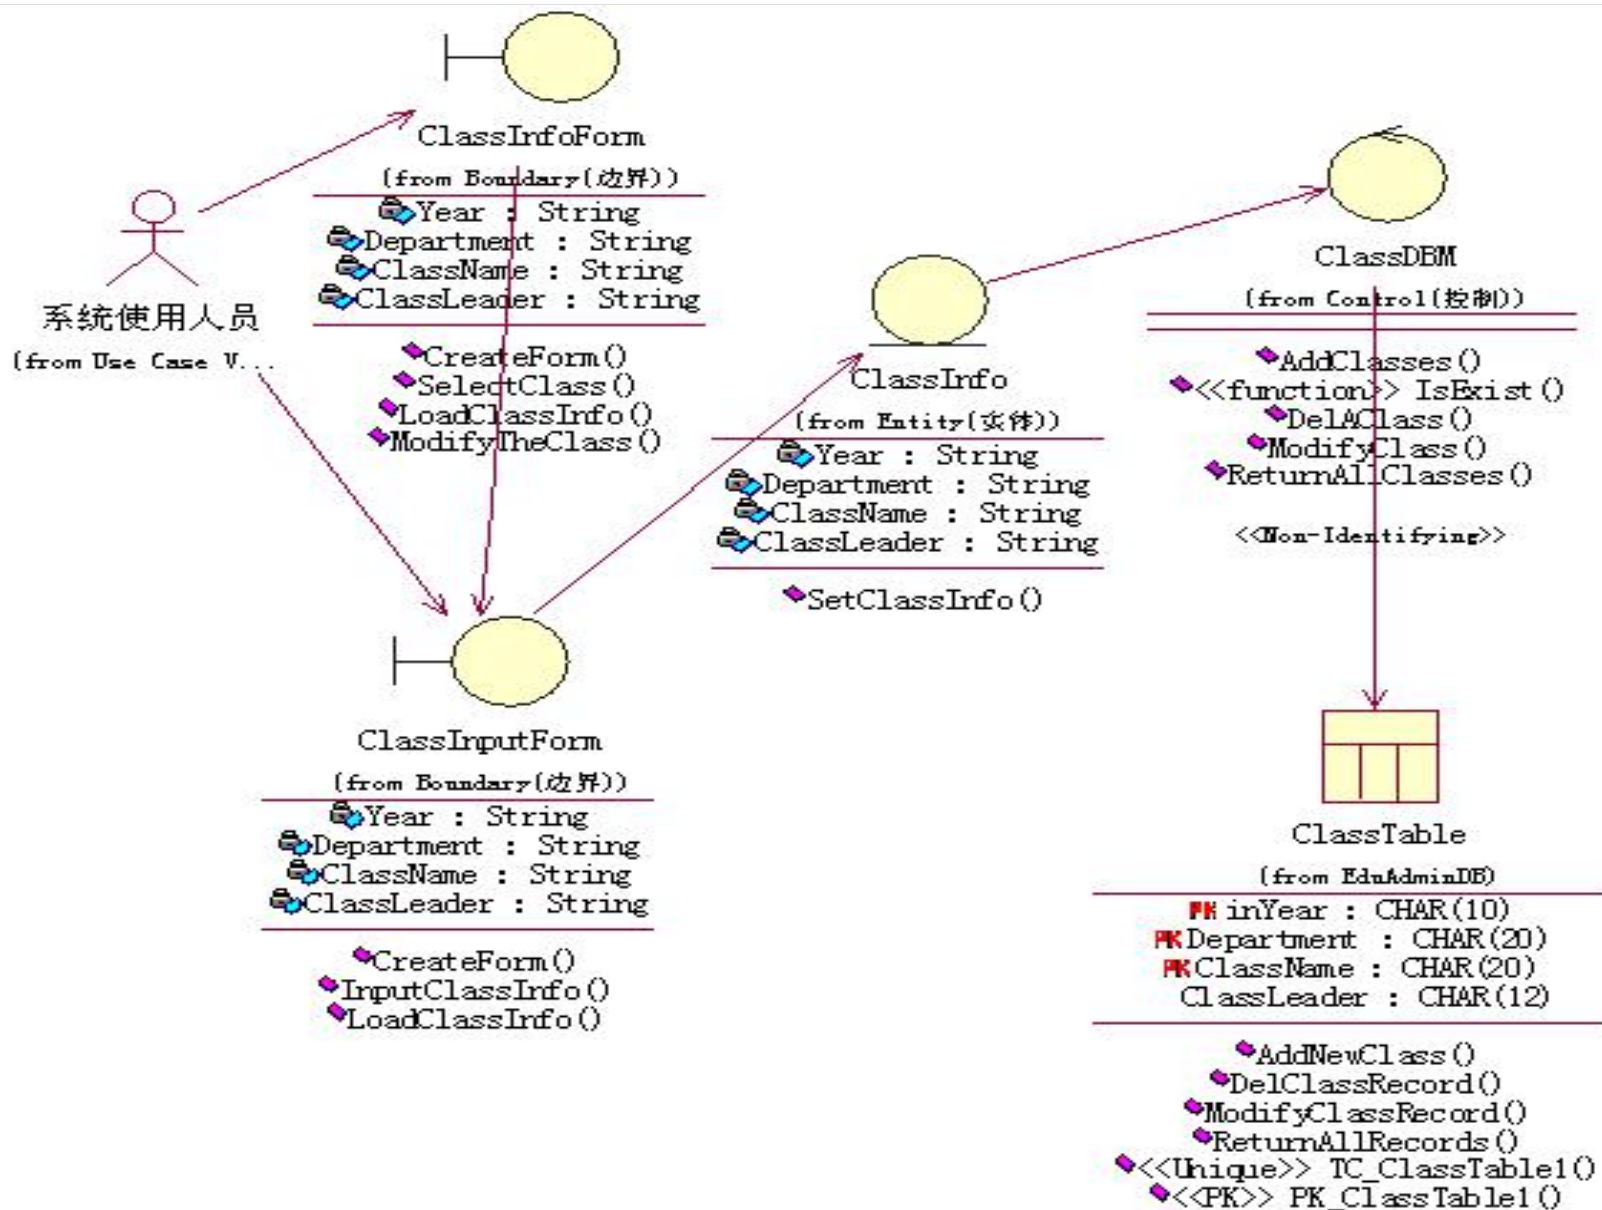 ClassInfoForm
(from Boundary(边界))
Year : String
Department : String
ClassName : String
ClassLeader : String
CreateForm()
SelectClass()
LoadClassInfo()
ModifyTheClass()
系统使用人员
(from Use Case V...
ClassInfo
(from Entity(实体))
Year : String
Department : String
ClassName : String
ClassLeader : String
SetClassInfo()
ClassDBM
(from Control(控制))
AddClasses()
<<function>> IsExist()
DelAClass()
ModifyClass()
ReturnAllClasses()
<<Non-Identifying>>
ClassInputForm
(from Boundary(边界))
Year : String
Department : String
ClassName : String
ClassLeader : String
CreateForm()
InputClassInfo()
LoadClassInfo()
ClassTable
(from EduAdminDB)
PK inYear : CHAR(10)
PK Department : CHAR(20)
PK ClassName : CHAR(20)
ClassLeader : CHAR(12)
AddNewClass()
DelClassRecord()
ModifyClassRecord()
ReturnAllRecords()
<<Unique>> TC_ClassTable1()
<<PK>> PK_ClassTable1()